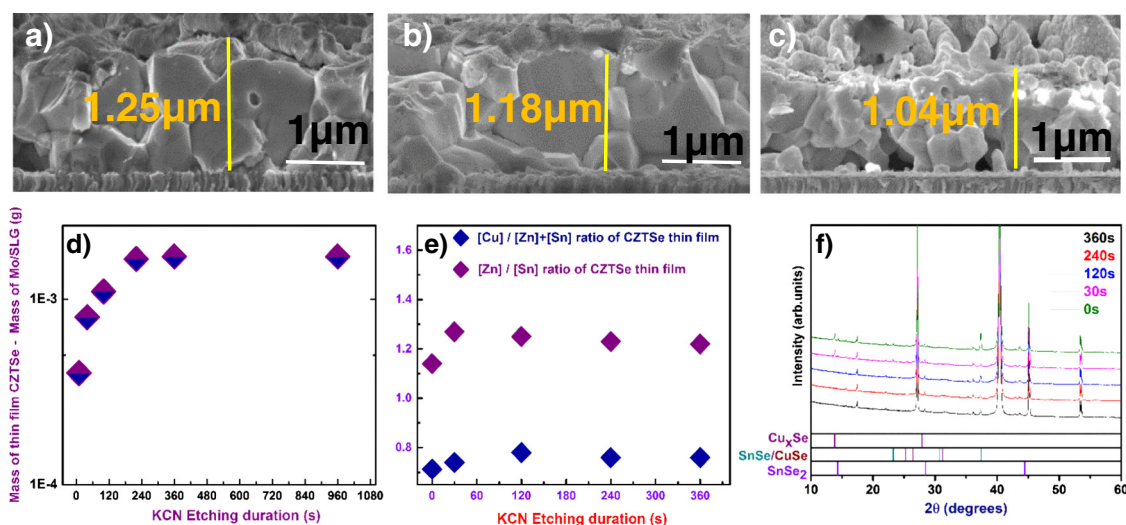 a)
1.25μm
1μm
b)
1.18μm
1μm
c)
1.04μm
1μm
d)
Mass of thin film CZTSe - Mass of Mo/SLG (g)
1E-3
1E-4
0 120 240 360 480 600 720 840 960 1080
KCN Etching duration (s)
e)
[Cu] / [Zn]+[Sn] ratio of CZTSe thin film
[Zn] / [Sn] ratio of CZTSe thin film
1.6
1.4
1.2
1.0
0.8
0 60 120 180 240 300 360
KCN Etching duration (s)
f)
360s
240s
120s
30s
0s
Intensity (arb.units)
CuxSe
SnSe/CuSe
SnSe2
10 20 30 40 50 60
2θ (degrees)